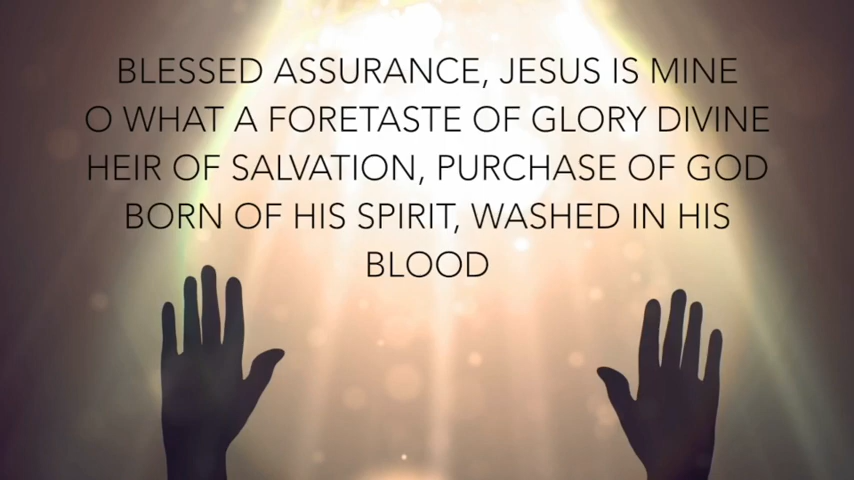 BLESSED ASSURANCE, JESUS IS MINE
O WHAT A FORETASTE OF GLORY DIVINE
HEIR OF SALVATION, PURCHASE OF GOD
BORN OF HIS SPIRIT, WASHED IN HIS
BLOOD